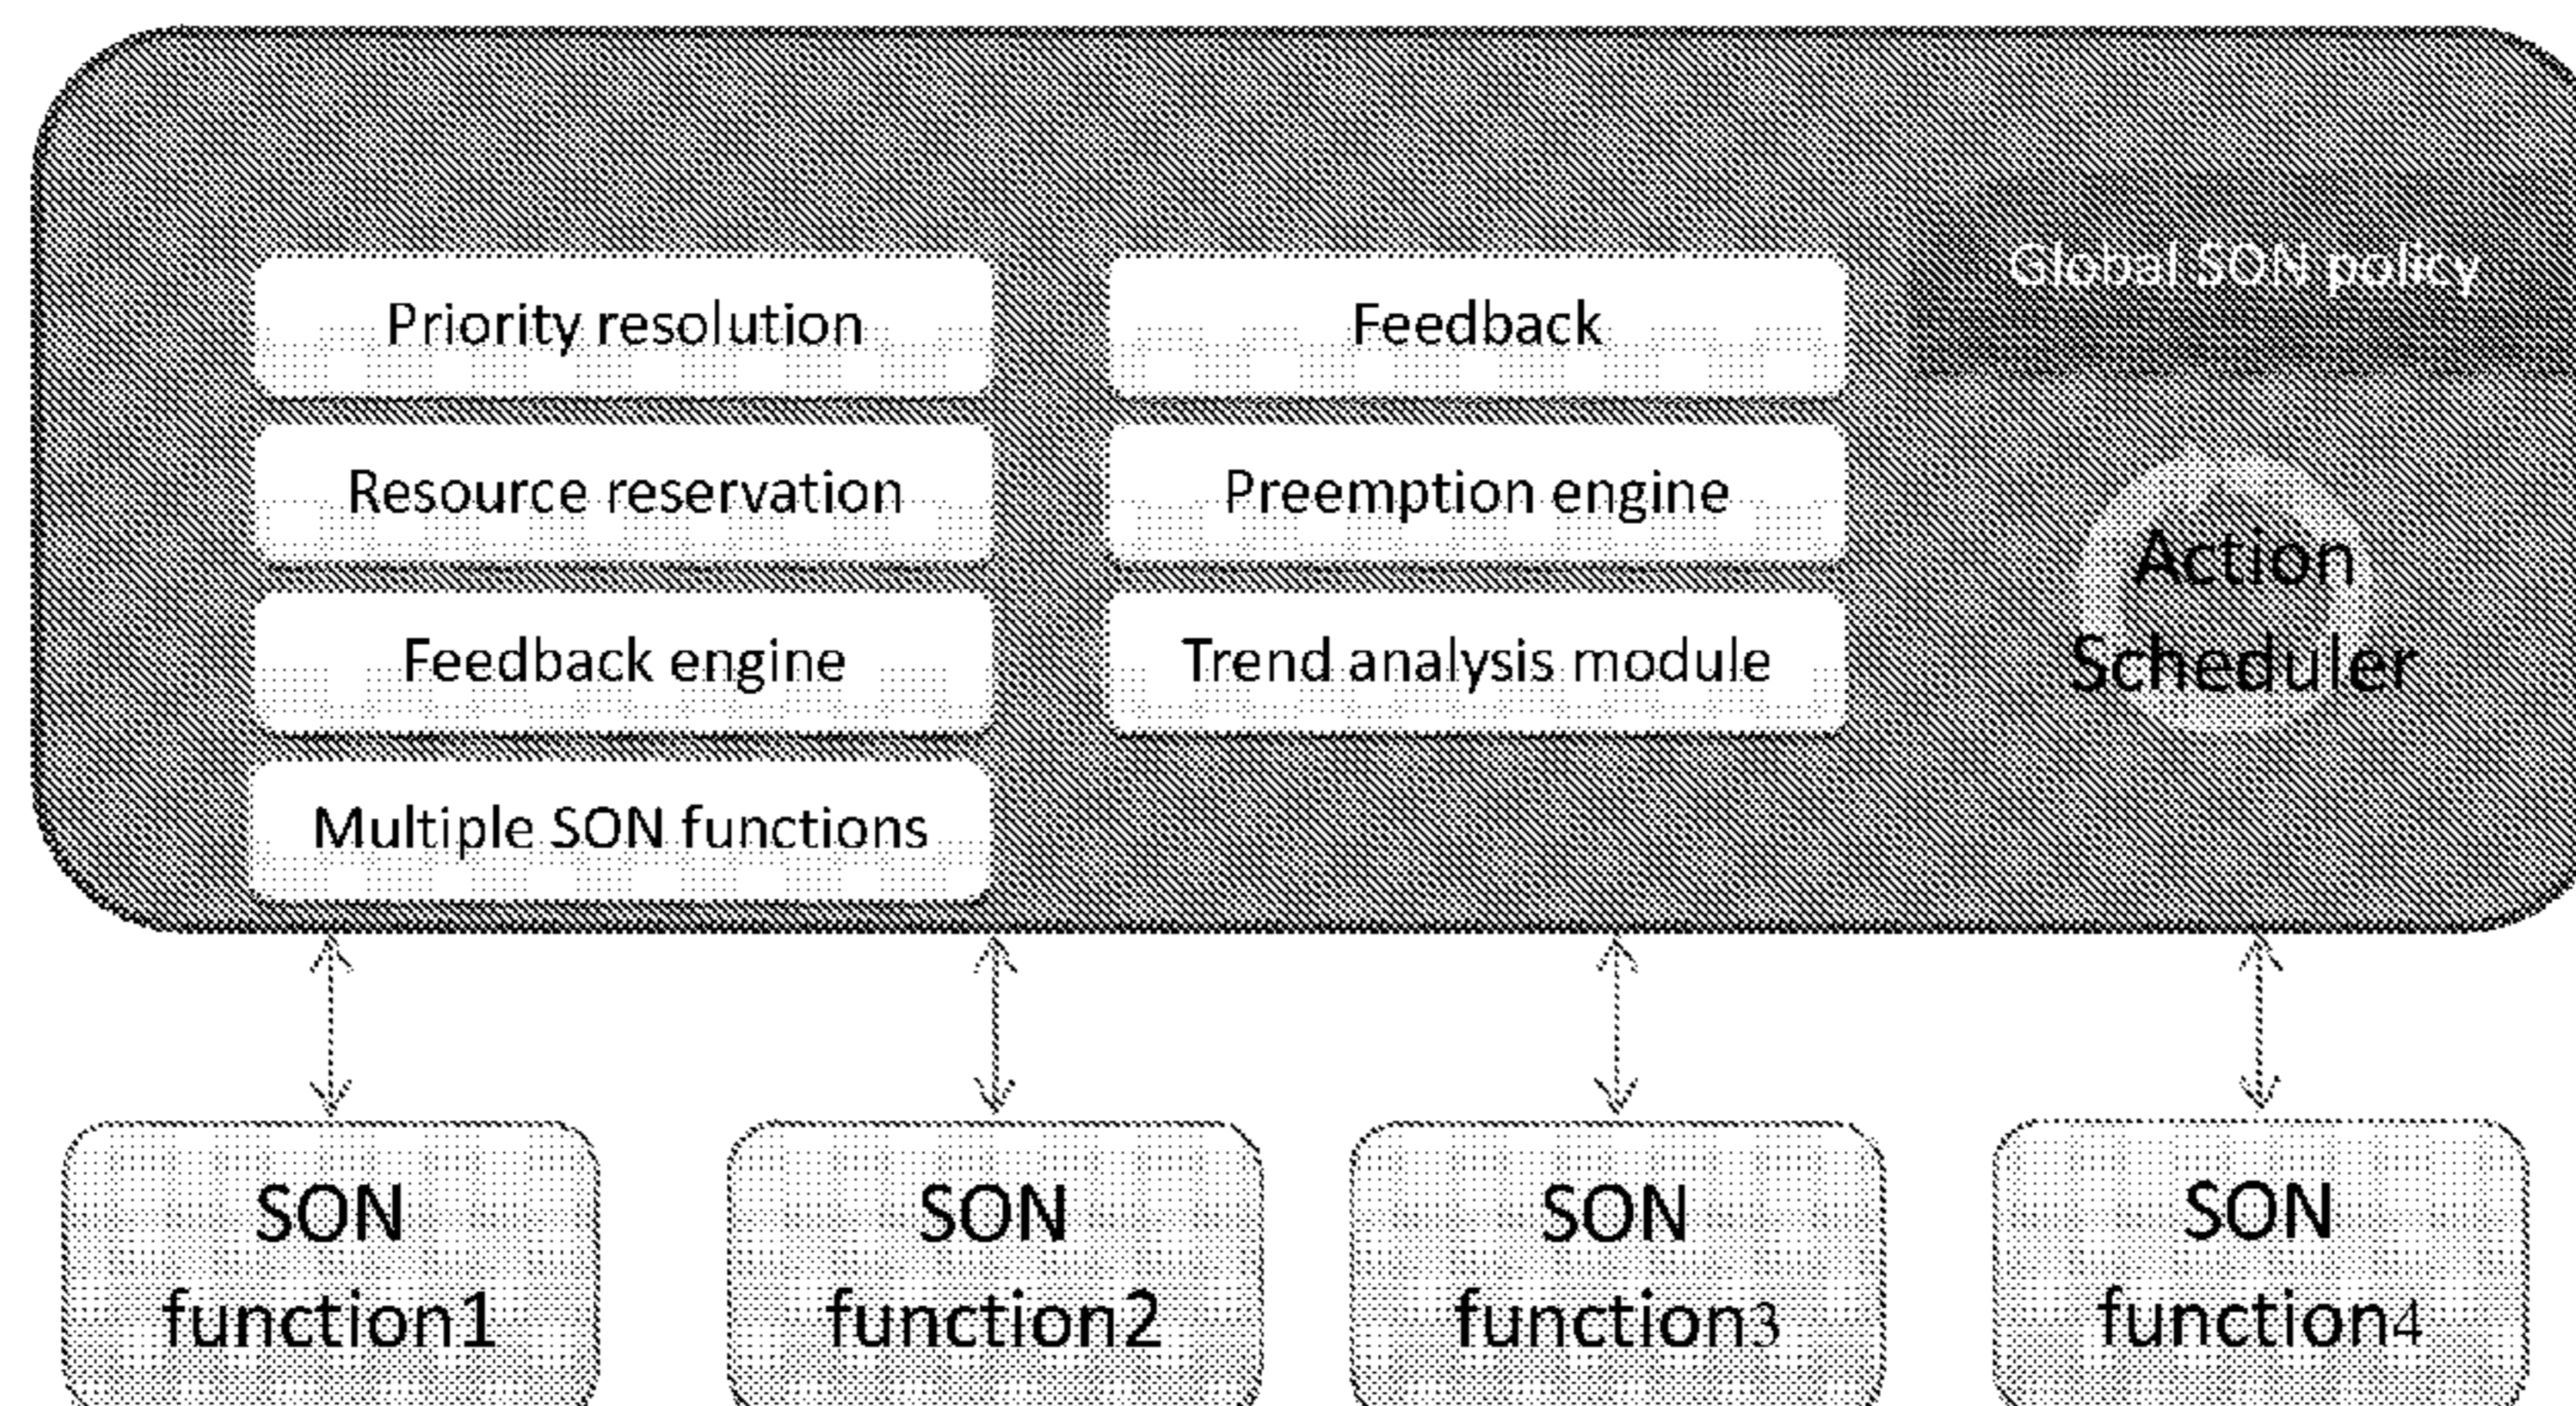 Priority resolution
Resource reservation
Feedback engine
Multiple SON functions
Feedback
Preemption engine
Trend analysis module
Global SON policy
Action
Scheduler
SON
function1
SON
function2
SON
function3
SON
function4